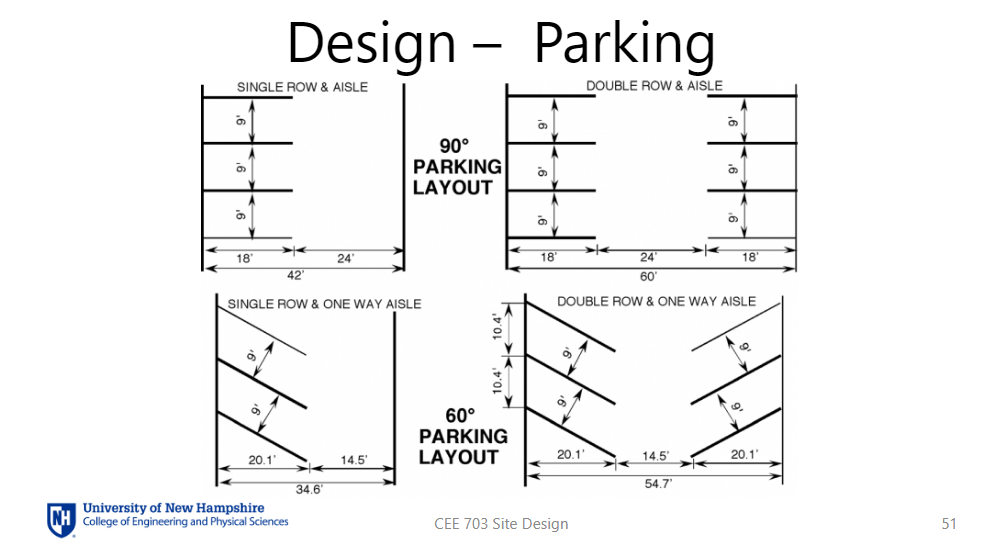 Design – Parking
SINGLE ROW & AISLE
9'
9'
9'
18'
24'
42'
90°
PARKING
LAYOUT
DOUBLE ROW & AISLE
9'
9'
9'
9'
9'
9'
18'
24'
18'
60'
SINGLE ROW & ONE WAY AISLE
9'
9'
20.1'
14.5'
34.6'
60°
PARKING
LAYOUT
DOUBLE ROW & ONE WAY AISLE
10.4'
10.4'
9'
9'
9'
9'
20.1'
14.5'
20.1'
54.7'
NH
University of New Hampshire
College of Engineering and Physical Sciences
CEE 703 Site Design
51